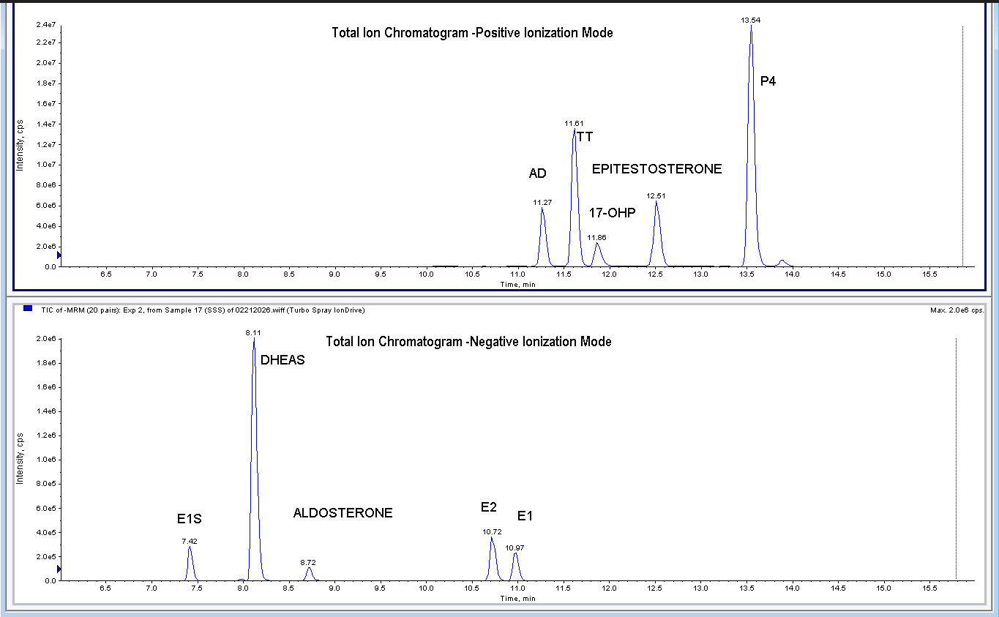 Total Ion Chromatogram -Positive Ionization Mode
13.54
2.4e7
2.2e7
2.0e7
1.8e7
1.6e7
1.4e7
1.2e7
1.0e7
8.0e6
6.0e6
4.0e6
2.0e6
0.0
Intensity, cps
P4
11.61
TT
AD
EPITESTOSTERONE
11.27
12.51
17-OHP
11.86
6.5 7.0 7.5 8.0 8.5 9.0 9.5 10.0 10.5 11.0 11.5 12.0 12.5 13.0 13.5 14.0 14.5 15.0 15.5
Time, min
TIC of -MRM (20 pairs): Exp 2, from Sample 17 (SSS) of 02212026.wiff (Turbo Spray IonDrive) Max. 2.0e6 cps.
Total Ion Chromatogram -Negative Ionization Mode
8.11
DHEAS
2.0e6
1.8e6
1.6e6
1.4e6
1.2e6
1.0e6
8.0e5
6.0e5
4.0e5
2.0e5
0.0
Intensity, cps
E1S
7.42
ALDOSTERONE
8.72
E2
10.72
E1
10.97
6.5 7.0 7.5 8.0 8.5 9.0 9.5 10.0 10.5 11.0 11.5 12.0 12.5 13.0 13.5 14.0 14.5 15.0 15.5
Time, min